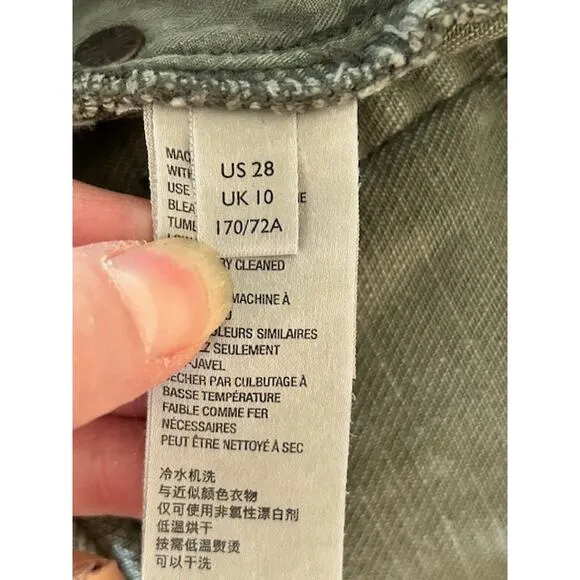 US 28
UK 10
170/72A
USE
RY CLEANED
MACHINE À
LEURS SIMILAIRES
SEULEMENT
JAVEL
SÉCHER PAR CULBUTAGE À
BASSE TEMPÉRATURE
FAIBLE COMME FER
NÉCESSAIRES
PEUT ÊTRE NETTOYÉ À SEC
冷水机洗
与近似颜色衣物
仅可使用非氯性漂白剂
低温烘干
按需低温熨烫
可以干洗